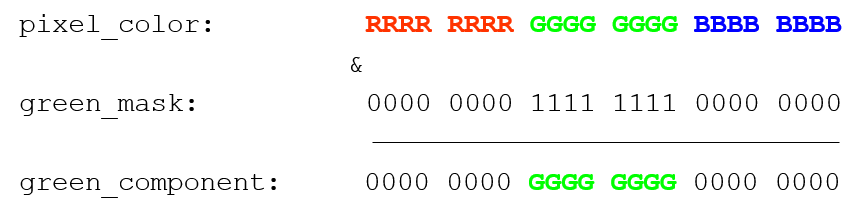 pixel_color: RRRR RRRR GGGG GGGG BBBB BBBB
&
green_mask: 0000 0000 1111 1111 0000 0000
green_component: 0000 0000 GGGG GGGG 0000 0000